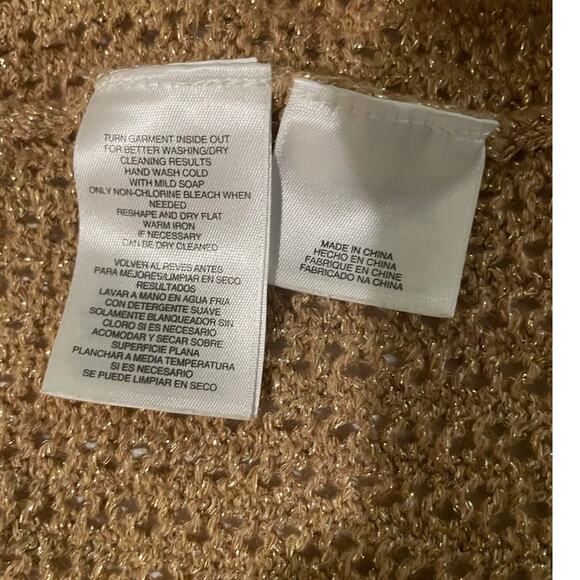 TURN GARMENT INSIDE OUT
FOR BETTER WASHING/DRY
CLEANING RESULTS
HAND WASH COLD
WITH MILD SOAP
ONLY NON-CHLORINE BLEACH WHEN
NEEDED
RESHAPE AND DRY FLAT
WARM IRON
IF NECESSARY
CAN BE DRY CLEANED
VOLVER AL REVES ANTES
PARA MEJORES/LIMPIAR EN SECO
RESULTADOS
LAVAR A MANO EN AGUA FRIA
CON DETERGENTE SUAVE
SOLAMENTE BLANQUEADOR SIN
CLORO SI ES NECESARIO
ACOMODAR Y SECAR SOBRE
SUPERFICIE PLANA
PLANCHAR A MEDIA TEMPERATURA
SI ES NECESARIO
SE PUEDE LIMPIAR EN SECO
MADE IN CHINA
HECHO EN CHINA
FABRIQUE EN CHINE
FABRICADO NA CHINA